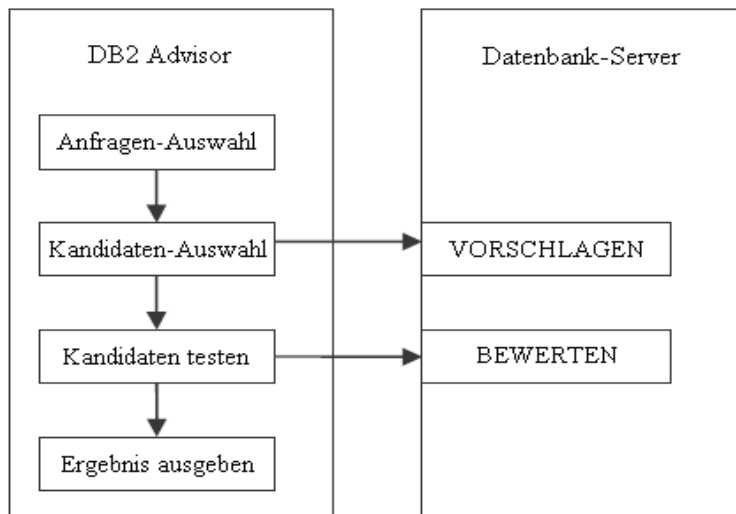 DB2 Advisor
Datenbank-Server
Anfragen-Auswahl
Kandidaten-Auswahl
VORSCHLAGEN
Kandidaten testen
BEWERTEN
Ergebnis ausgeben